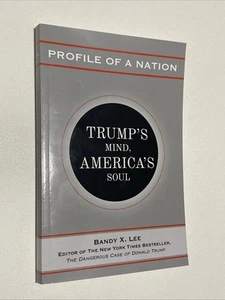 PROFILE OF A NATION
TRUMP'S
MIND,
AMERICA'S
SOUL
BANDY X. LEE
EDITOR OF THE NEW YORK TIMES BESTSELLER,
THE DANGEROUS CASE OF DONALD TRUMP